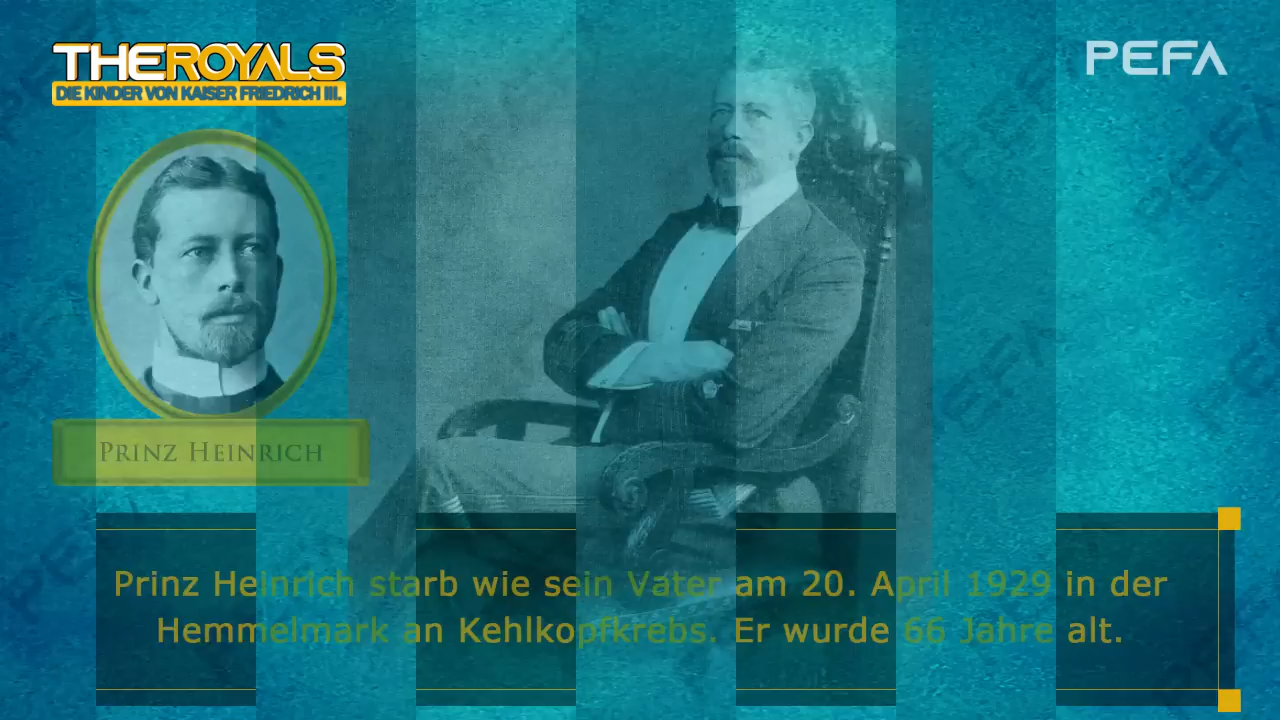 THEROYALS
DIE KINDER VON KAISER FRIEDRICH III.
PEFA
PRINZ HEINRICH
Prinz Heinrich starb wie sein Vater am 20. April 1929 in der
Hemmelmark an Kehlkopfkrebs. Er wurde 66 Jahre alt.